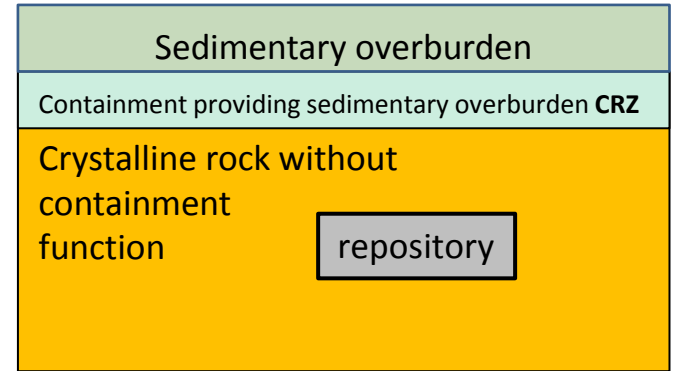 Sedimentary overburden
Containment providing sedimentary overburden CRZ
Crystalline rock without
containment
function
repository